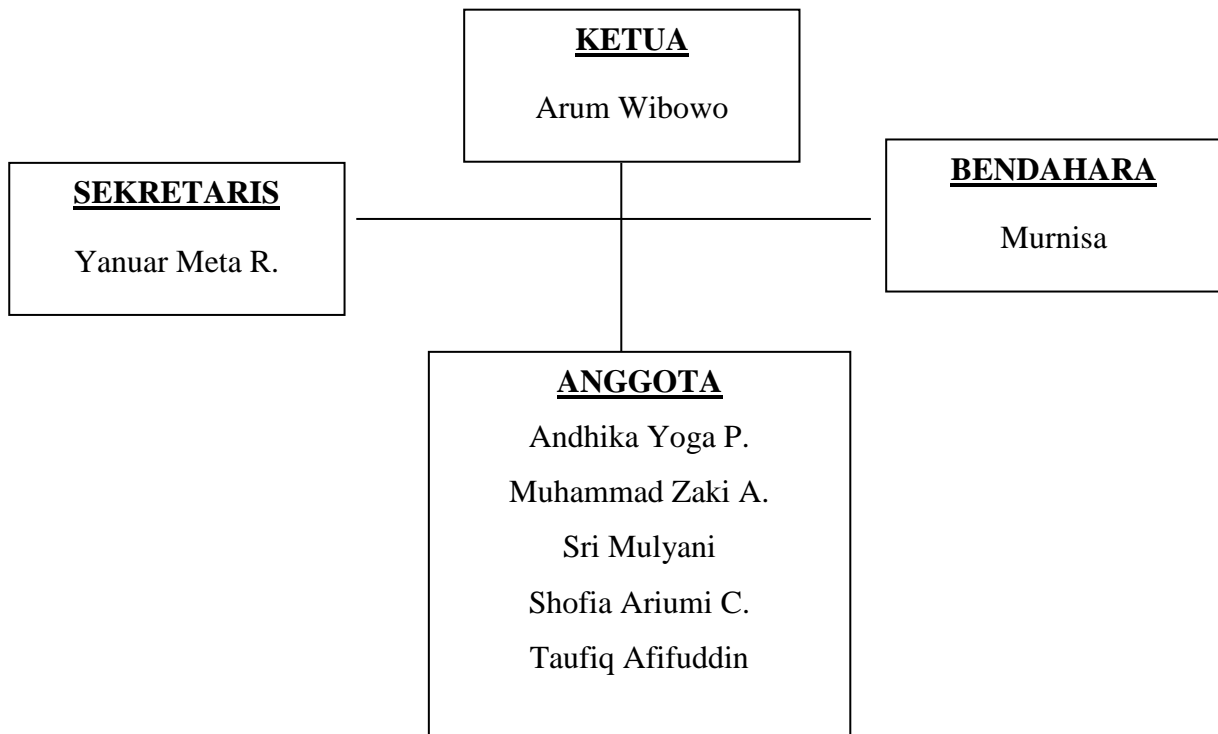 KETUA
Arum Wibowo
SEKRETARIS
Yanuar Meta R.
BENDAHARA
Murnisa
ANGGOTA
Andhika Yoga P.
Muhammad Zaki A.
Sri Mulyani
Shofia Ariumi C.
Taufiq Afifuddin